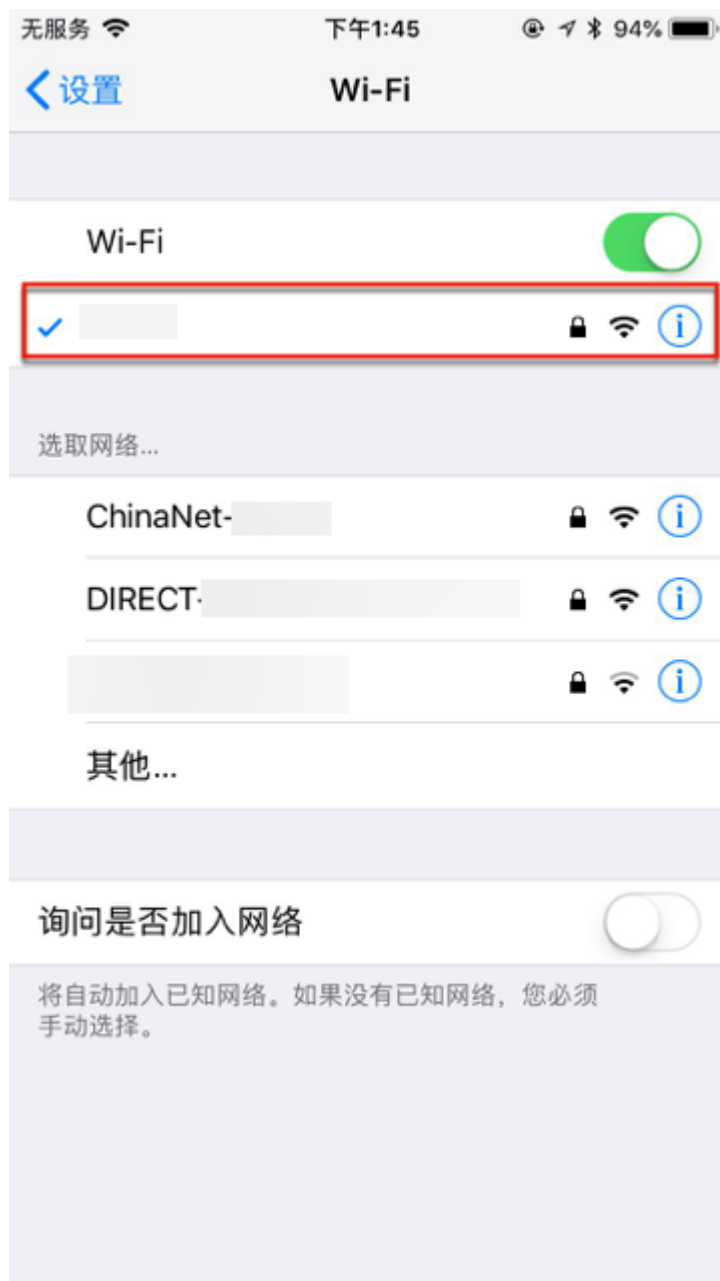 无服务 下午1:45 94%
设置 Wi-Fi
Wi-Fi
选取网络...
ChinaNet-
DIRECT-
其他...
询问是否加入网络
将自动加入已知网络。如果没有已知网络，您必须
手动选择。